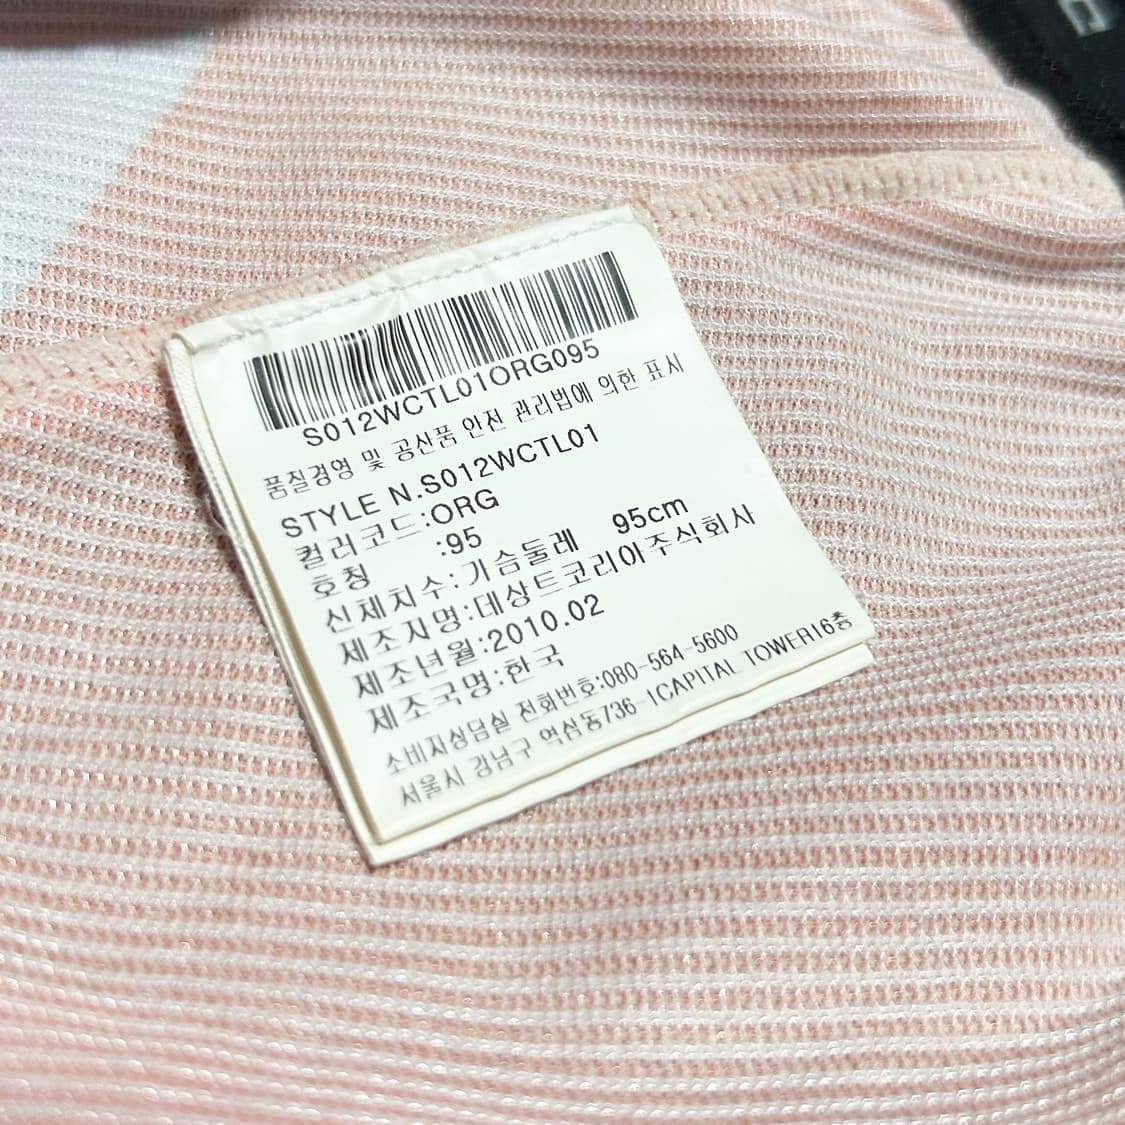 S012WCTL01ORG095
품질경영 및 공산품 안전 관리법에 의한 표시
STYLE N.S012WCTL01
컬러코드:ORG
호칭 :95
신체치수:가슴둘레 95cm
제조자명:데상트코리아주식회사
제조년월:2010.02
제조국명:한국
소비자상담실 전화번호:080-564-5600
서울시 강남구 역삼동736-1CAPITAL TOWER16층